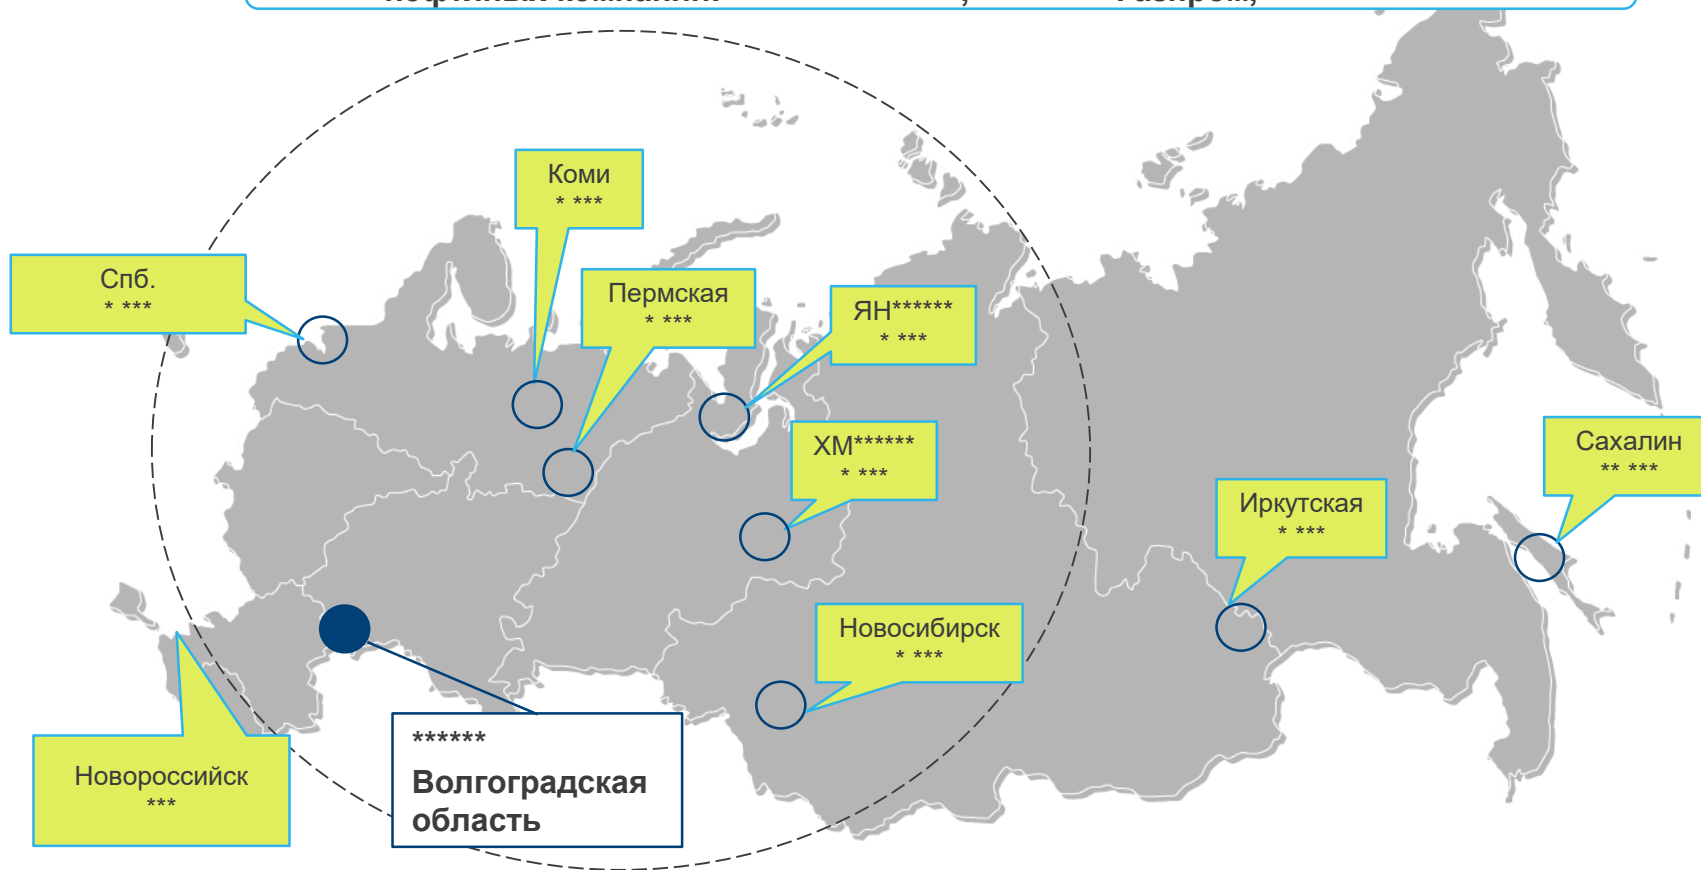 Коми
* ***
Спб.
* ***
Пермская
* ***
ЯН******
* ***
ХМ******
* ***
Сахалин
** ***
Иркутская
* ***
Новосибирск
* ***
Новороссийск
***
******
Волгоградская
область